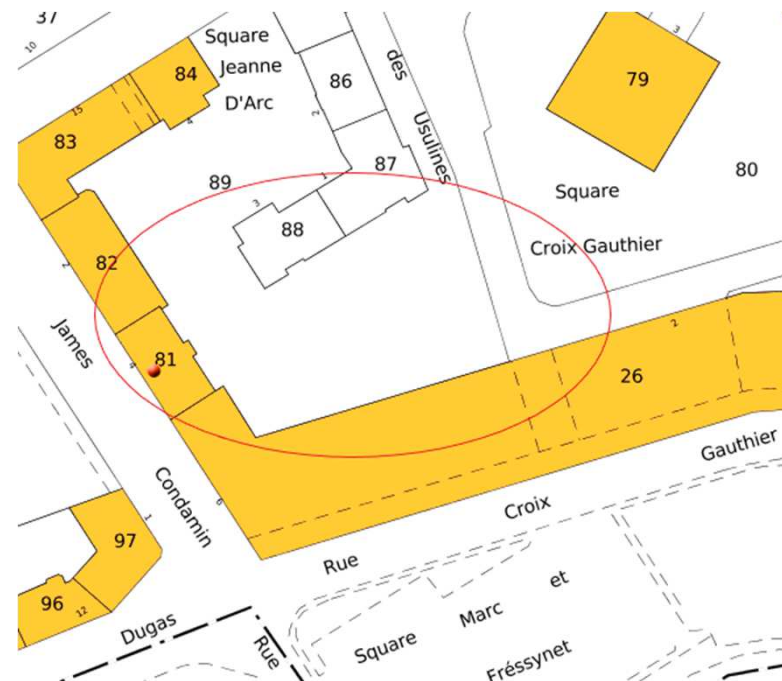 37
10
Square
Jeanne
D'Arc
84
15
83
4
86
2
des
Usulines
87
1
3
79
80
Square
Croix Gauthier
89
3
88
82
2
James
81
4
2
26
Condamin
6
Gauthier
Croix
Rue
1
97
96
12
Dugas
Rue
Square
Marc
et
Fréssynet